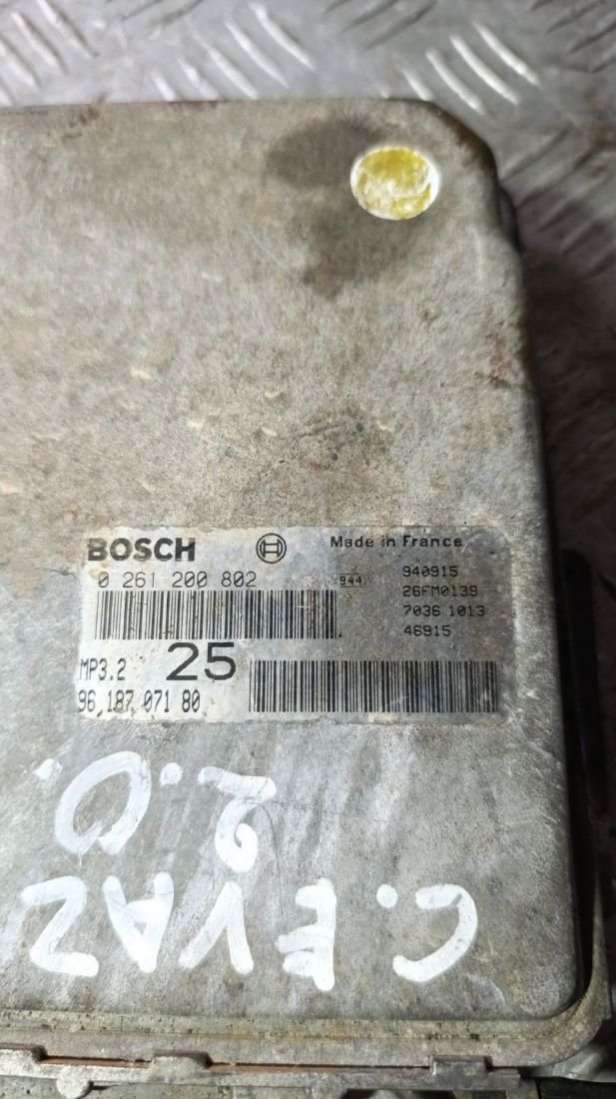 BOSCH Made in France
0 261 200 802 944 940915
26FM0139
7036 1013
46915
MP3.2 25
96 187 071 80
C.EVAZ
2.0.